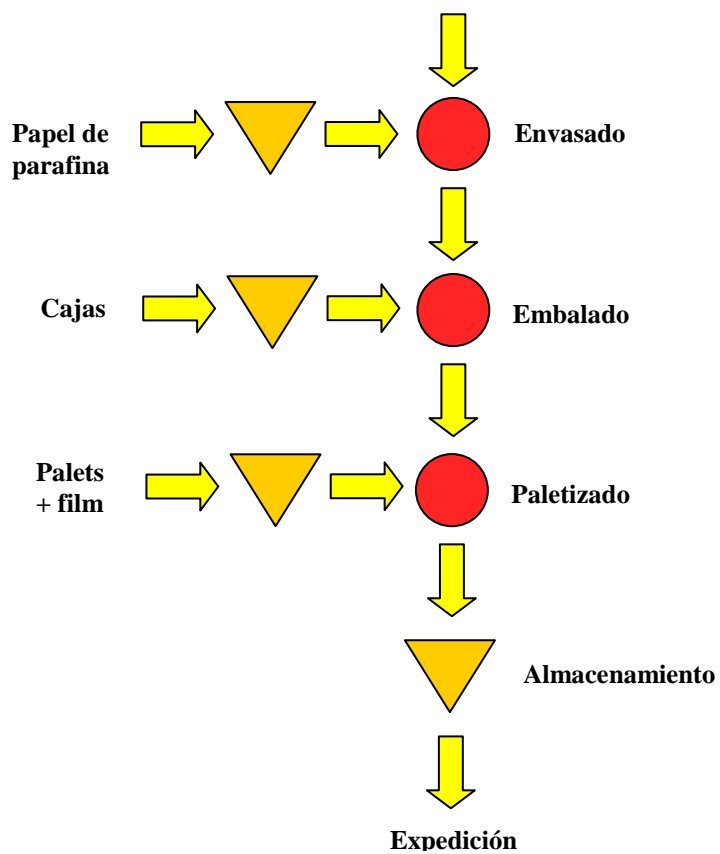 Papel de
parafina
Envasado
Cajas
Embalado
Palets
+ film
Paletizado
Almacenamiento
Expedición